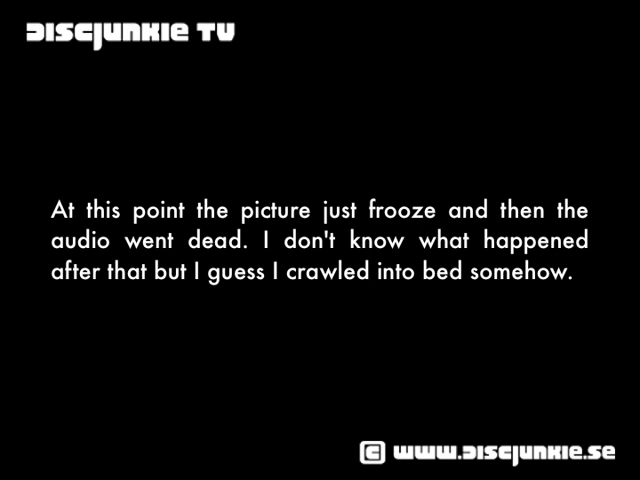 DISCJUNKIE TV
At this point the picture just frooze and then the
audio went dead. I don't know what happened
after that but I guess I crawled into bed somehow.
C www.DISCJUNKIE.SE